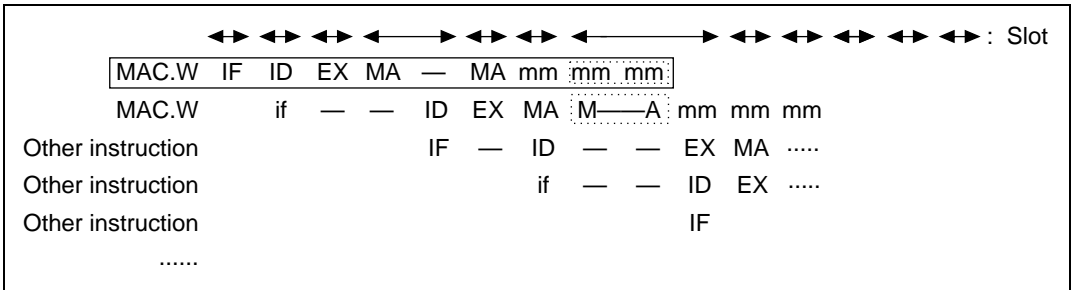 : Slot
MAC.W IF ID EX MA — MA mm mm mm
MAC.W if — — ID EX MA M——A mm mm mm
Other instruction IF — ID — — EX MA .....
Other instruction if — — ID EX .....
Other instruction IF
......